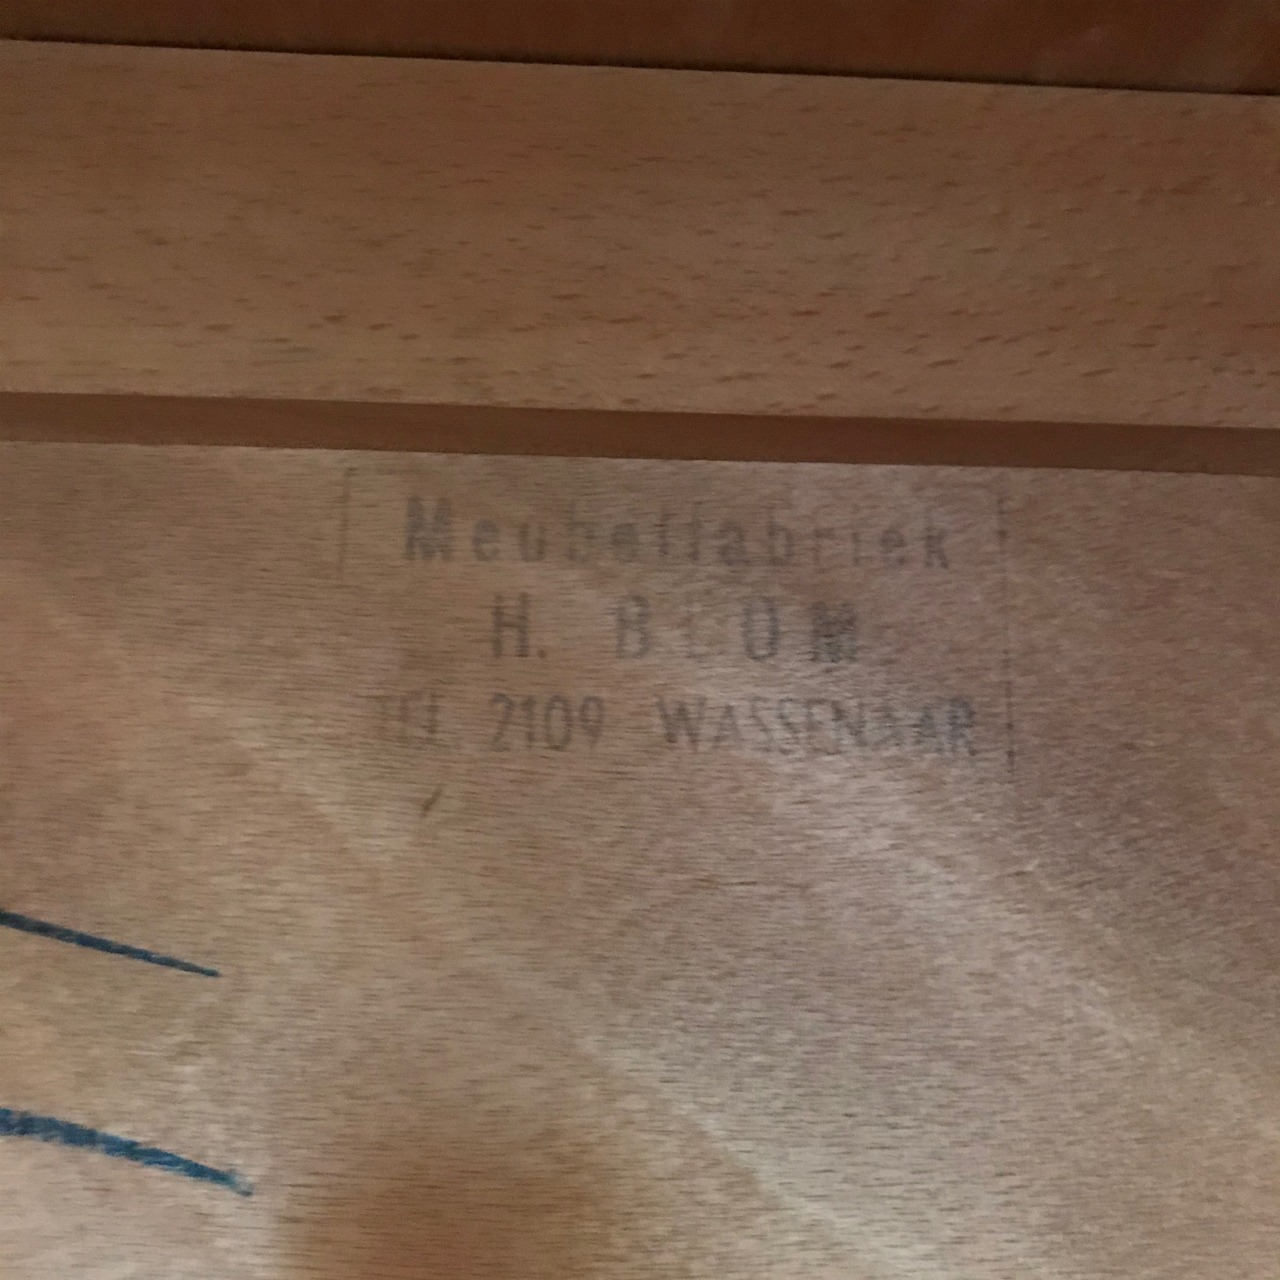 Meubelfabriek
H. BLOM
TEL. 2109 WASSENAAR